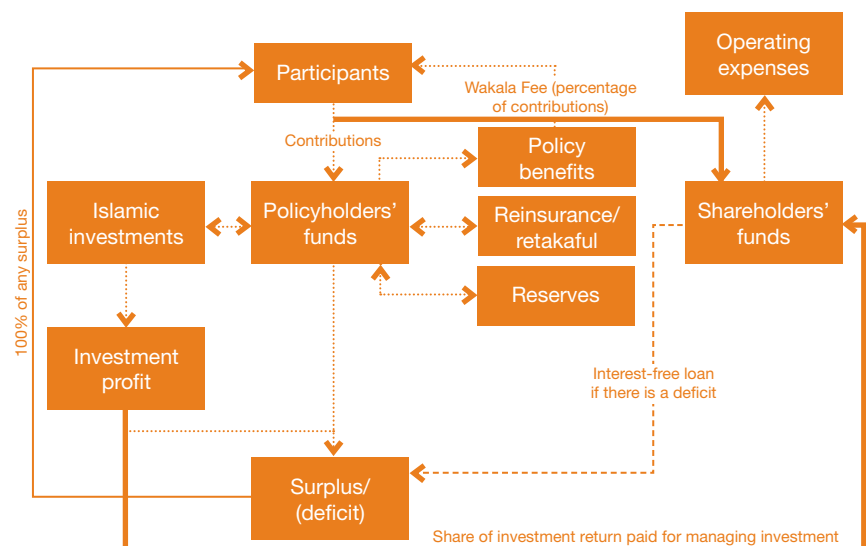 Operating
expenses
Participants
Wakala Fee (percentage
of contributions)
Contributions
Policy
benefits
Islamic
investments
Policyholders’
funds
Reinsurance/
retakaful
Shareholders’
funds
Reserves
100% of any surplus
Investment
profit
Interest-free loan
if there is a deficit
Surplus/
(deficit)
Share of investment return paid for managing investment